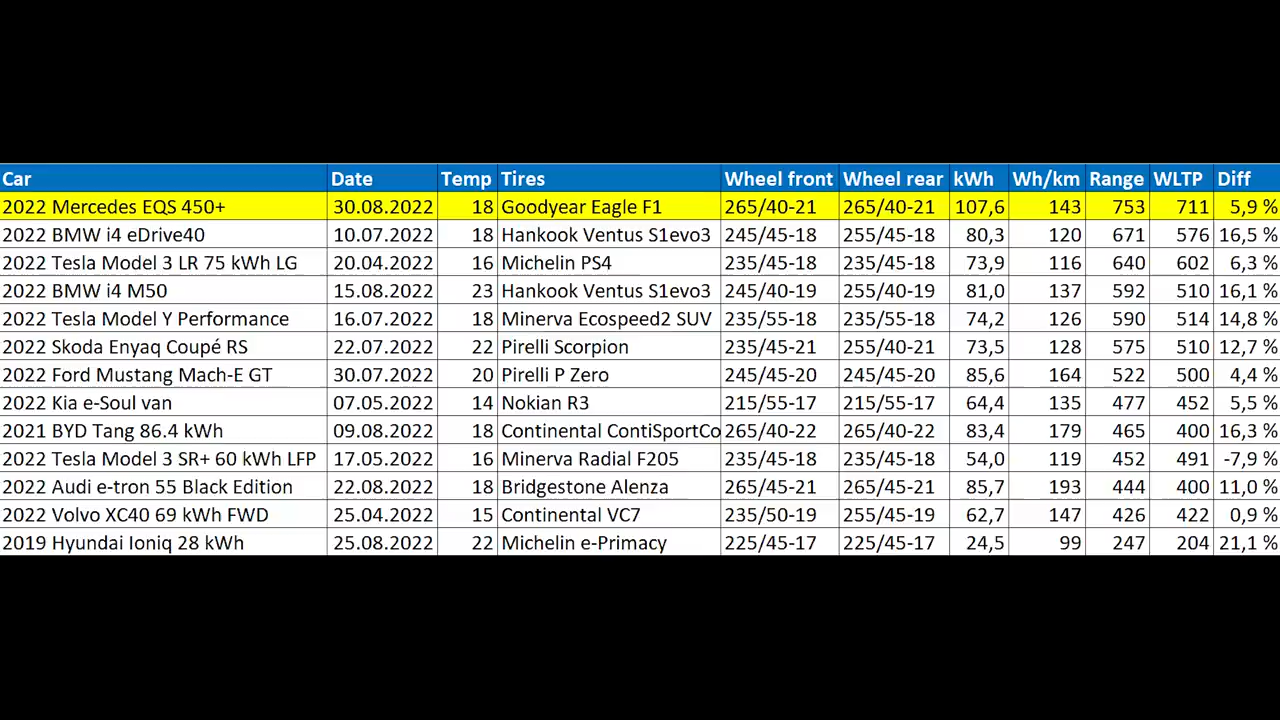 Car Date Temp Tires Wheel front Wheel rear kWh Wh/km Range WLTP Diff
2022 Mercedes EQS 450+ 30.08.2022 18 Goodyear Eagle F1 265/40-21 265/40-21 107,6 143 753 711 5,9 %
2022 BMW i4 eDrive40 10.07.2022 18 Hankook Ventus S1evo3 245/45-18 255/45-18 80,3 120 671 576 16,5 %
2022 Tesla Model 3 LR 75 kWh LG 20.04.2022 16 Michelin PS4 235/45-18 235/45-18 73,9 116 640 602 6,3 %
2022 BMW i4 M50 15.08.2022 23 Hankook Ventus S1evo3 245/40-19 255/40-19 81,0 137 592 510 16,1 %
2022 Tesla Model Y Performance 16.07.2022 18 Minerva Ecospeed2 SUV 235/55-18 235/55-18 74,2 126 590 514 14,8 %
2022 Skoda Enyaq Coupé RS 22.07.2022 22 Pirelli Scorpion 235/45-21 255/40-21 73,5 128 575 510 12,7 %
2022 Ford Mustang Mach-E GT 30.07.2022 20 Pirelli P Zero 245/45-20 245/45-20 85,6 164 522 500 4,4 %
2022 Kia e-Soul van 07.05.2022 14 Nokian R3 215/55-17 215/55-17 64,4 135 477 452 5,5 %
2021 BYD Tang 86.4 kWh 09.08.2022 18 Continental ContiSportCo 265/40-22 265/40-22 83,4 179 465 400 16,3 %
2022 Tesla Model 3 SR+ 60 kWh LFP 17.05.2022 16 Minerva Radial F205 235/45-18 235/45-18 54,0 119 452 491 -7,9 %
2022 Audi e-tron 55 Black Edition 22.08.2022 18 Bridgestone Alenza 265/45-21 265/45-21 85,7 193 444 400 11,0 %
2022 Volvo XC40 69 kWh FWD 25.04.2022 15 Continental VC7 235/50-19 255/45-19 62,7 147 426 422 0,9 %
2019 Hyundai Ioniq 28 kWh 25.08.2022 22 Michelin e-Primacy 225/45-17 225/45-17 24,5 99 247 204 21,1 %